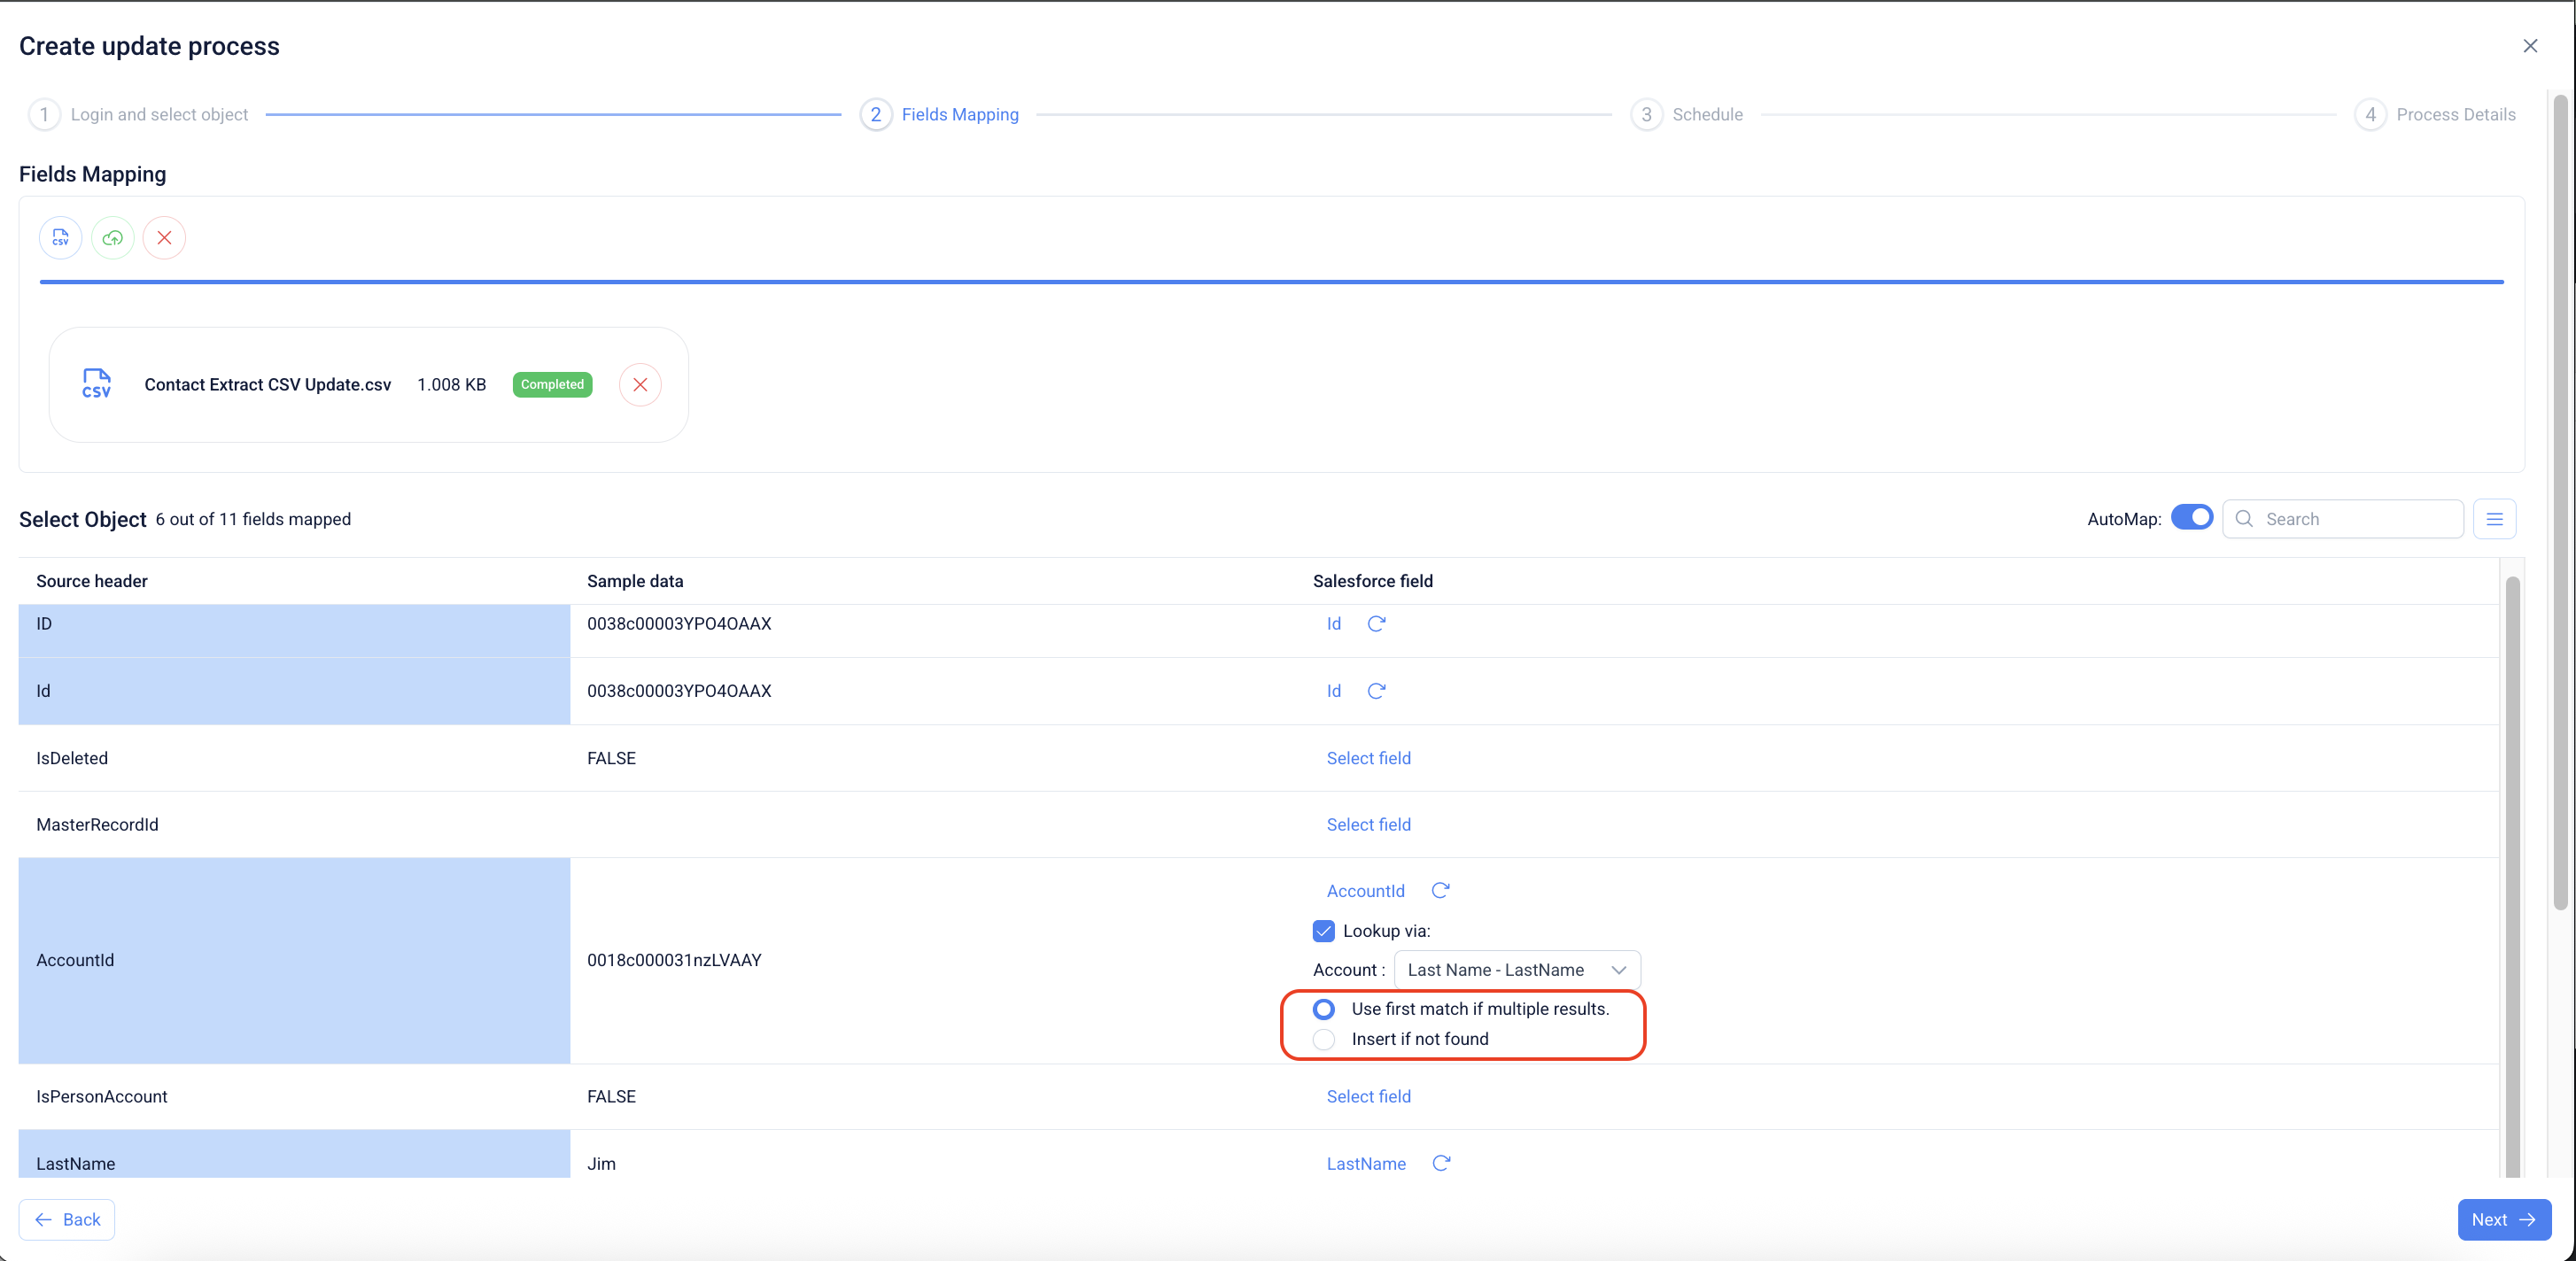 Create update process
1 Login and select object 2 Fields Mapping 3 Schedule 4 Process Details
Fields Mapping
CSV
CSV Contact Extract CSV Update.csv 1.008 KB Completed
Select Object 6 out of 11 fields mapped AutoMap: Search
Source header Sample data Salesforce field
ID 0038c00003YPO4OAAX Id
Id 0038c00003YPO4OAAX Id
IsDeleted FALSE Select field
MasterRecordId Select field
AccountId
Lookup via:
AccountId 0018c000031nzLVAAY
Account : Last Name - LastName
Use first match if multiple results.
Insert if not found
IsPersonAccount FALSE Select field
LastName Jim LastName
Back Next